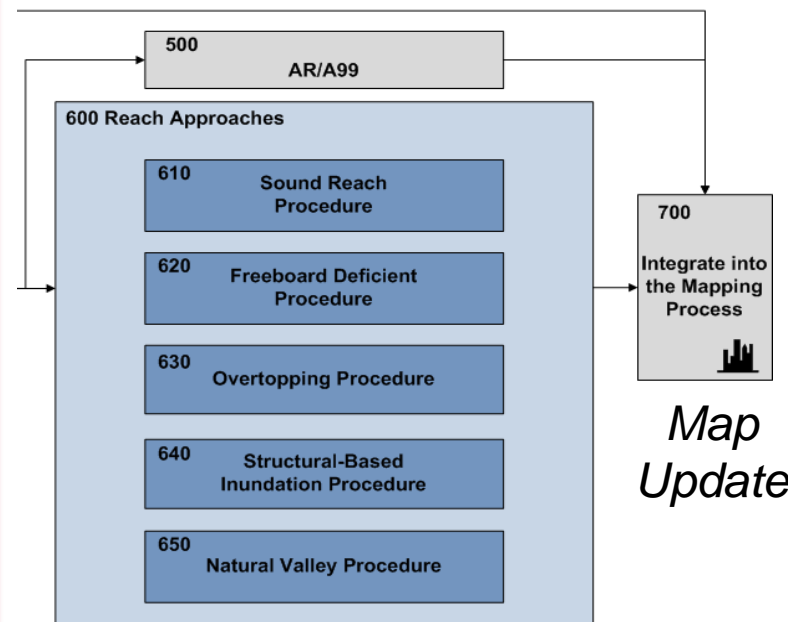 500
AR/A99
600 Reach Approaches
610
Sound Reach
Procedure
620
Freeboard Deficient
Procedure
630
Overtopping Procedure
640
Structural-Based
Inundation Procedure
650
Natural Valley Procedure
700
Integrate into
the Mapping
Process
Map
Update